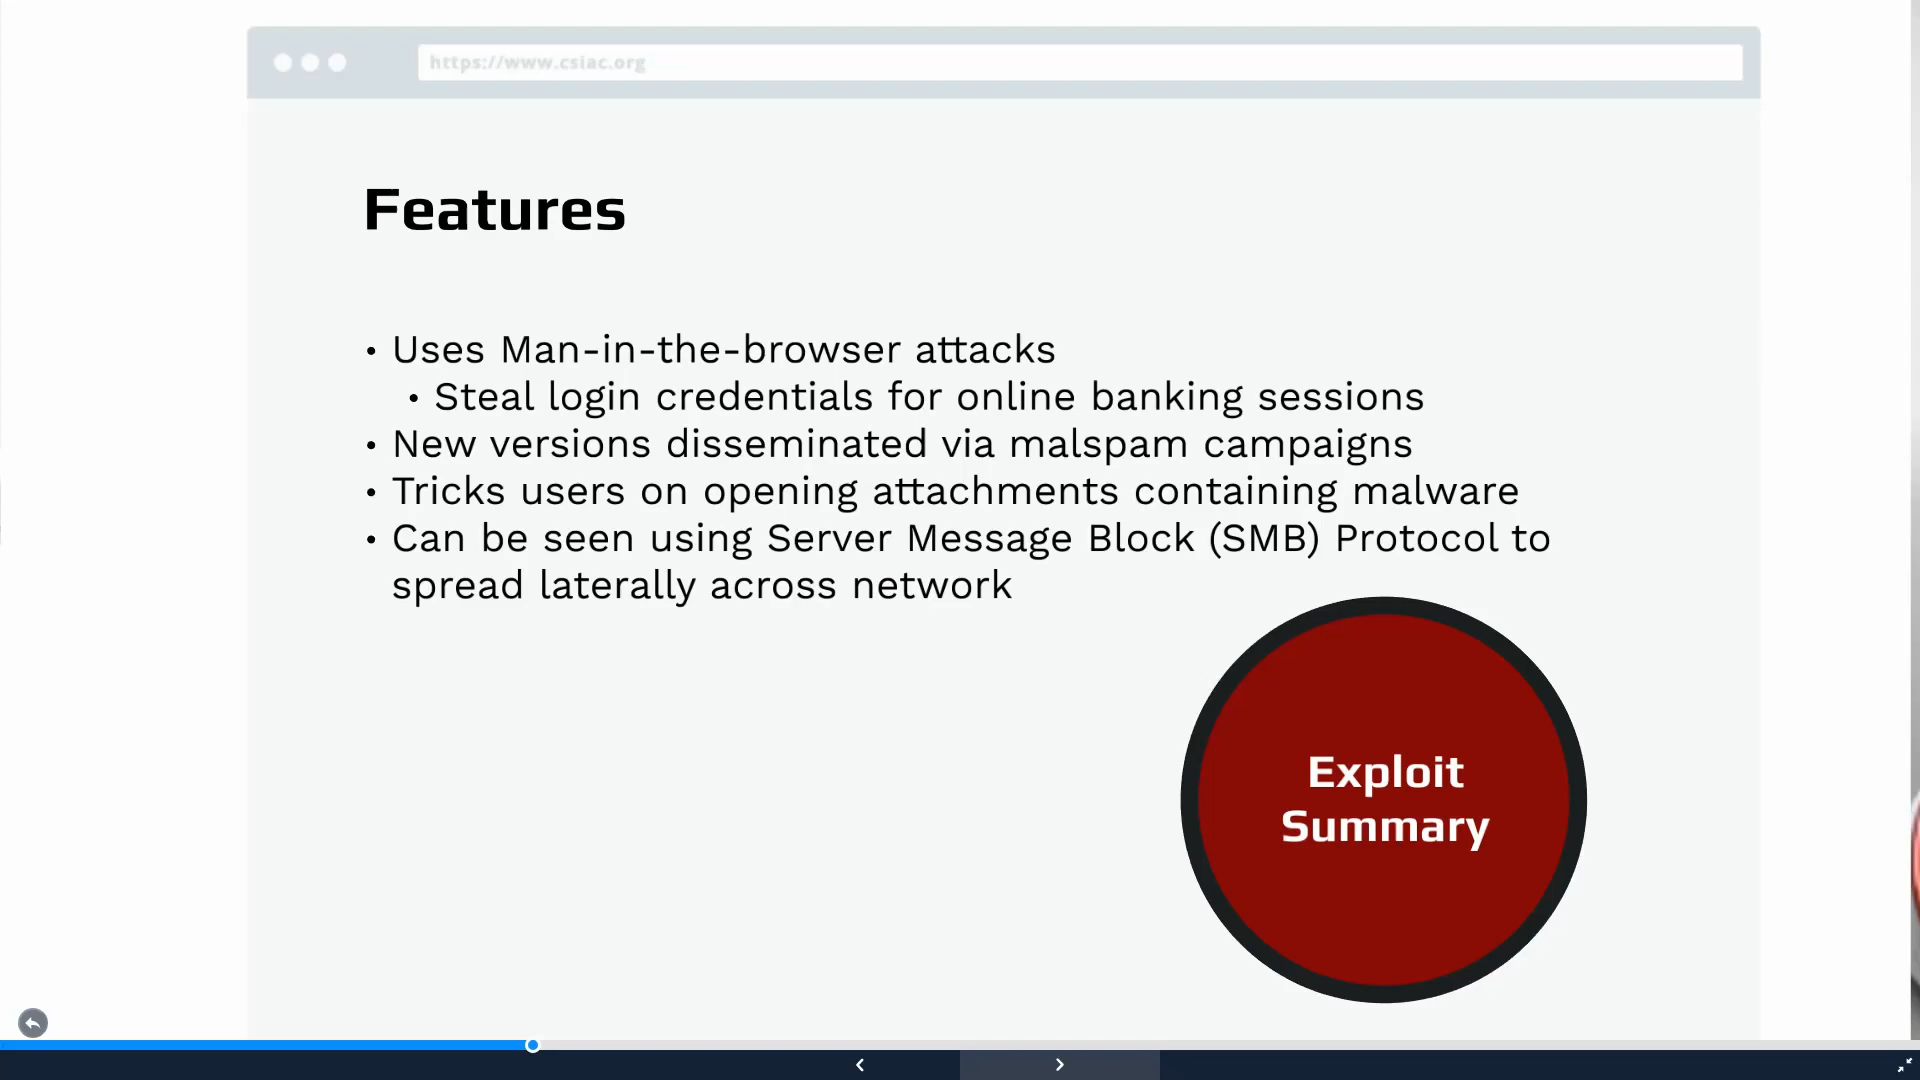 https://www.csiac.org
Features
• Uses Man-in-the-browser attacks
• Steal login credentials for online banking sessions
• New versions disseminated via malspam campaigns
• Tricks users on opening attachments containing malware
• Can be seen using Server Message Block (SMB) Protocol to
spread laterally across network
Exploit
Summary